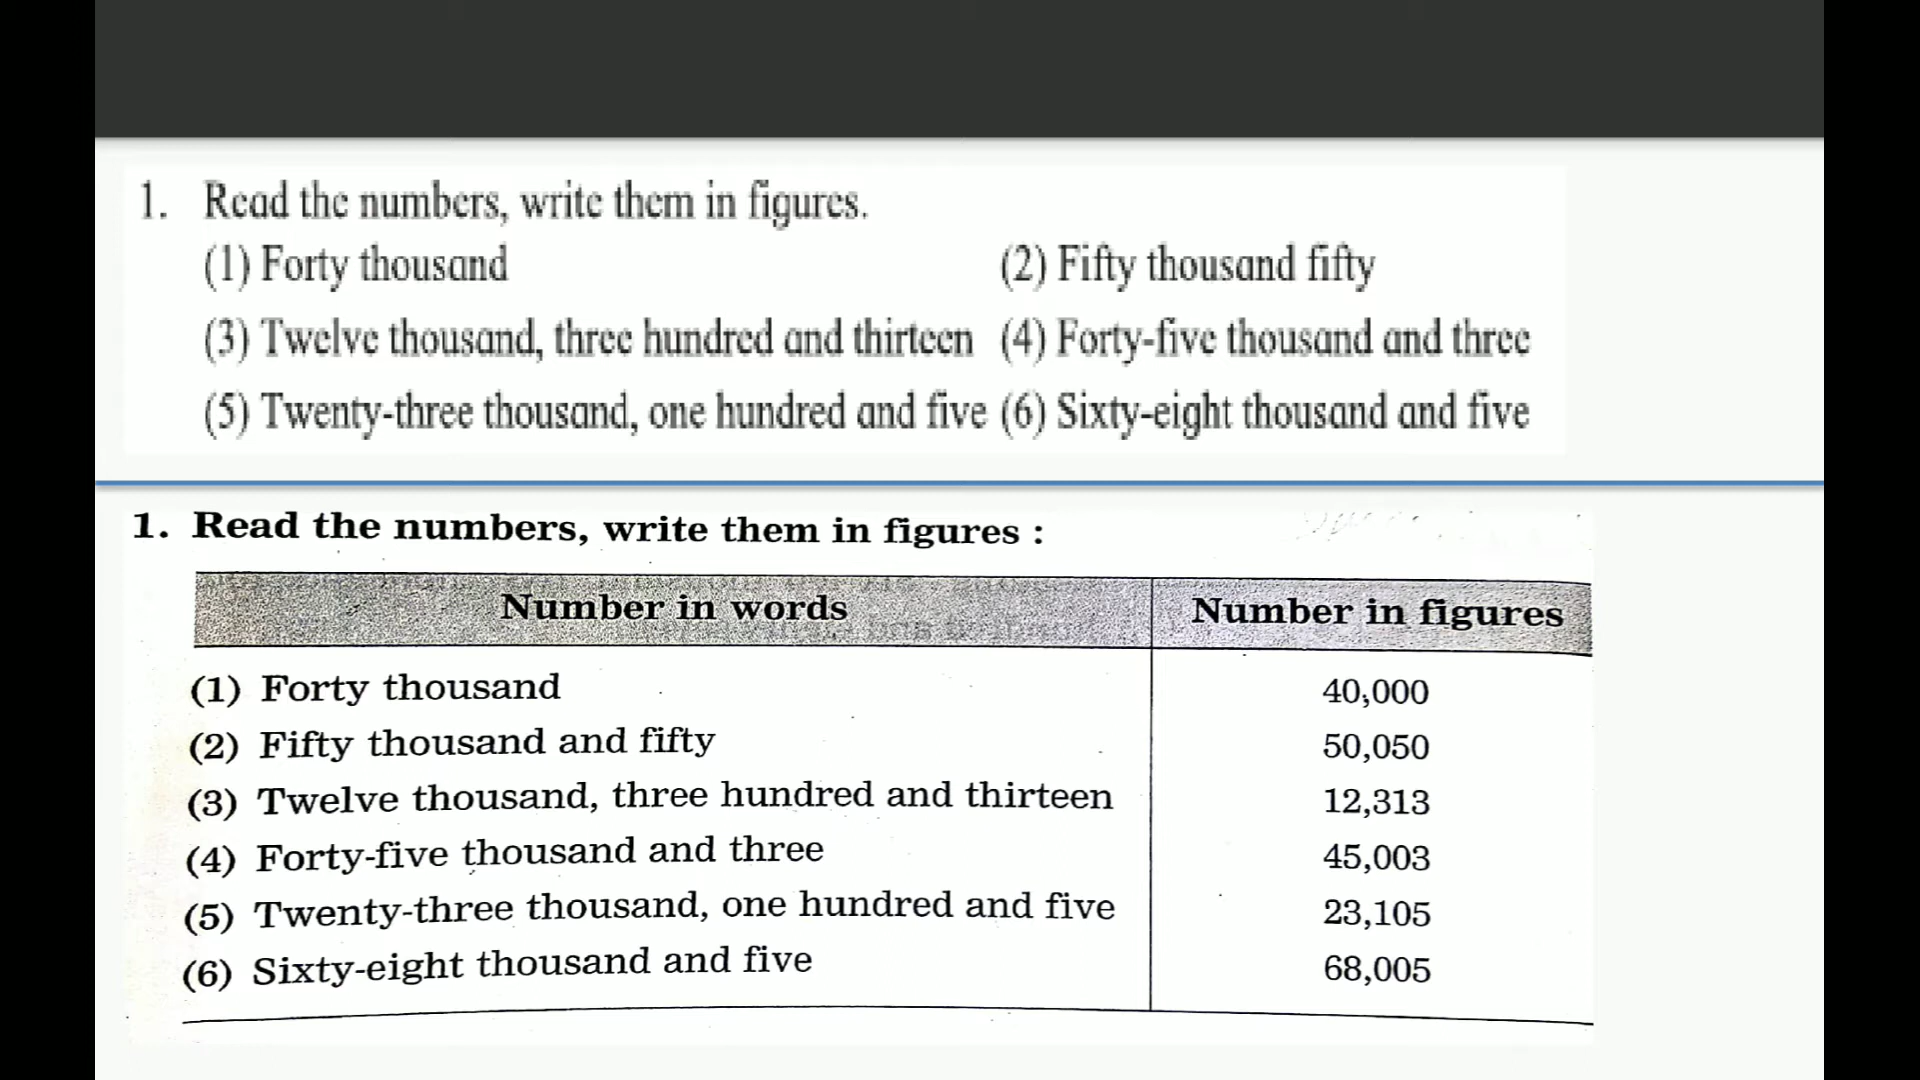 1. Read the numbers, write them in figures.
(1) Forty thousand (2) Fifty thousand fifty
(3) Twelve thousand, three hundred and thirteen (4) Forty-five thousand and three
(5) Twenty-three thousand, one hundred and five (6) Sixty-eight thousand and five
1. Read the numbers, write them in figures :
Number in words Number in figures
(1) Forty thousand 40,000
(2) Fifty thousand and fifty 50,050
(3) Twelve thousand, three hundred and thirteen 12,313
(4) Forty-five thousand and three 45,003
(5) Twenty-three thousand, one hundred and five 23,105
(6) Sixty-eight thousand and five 68,005